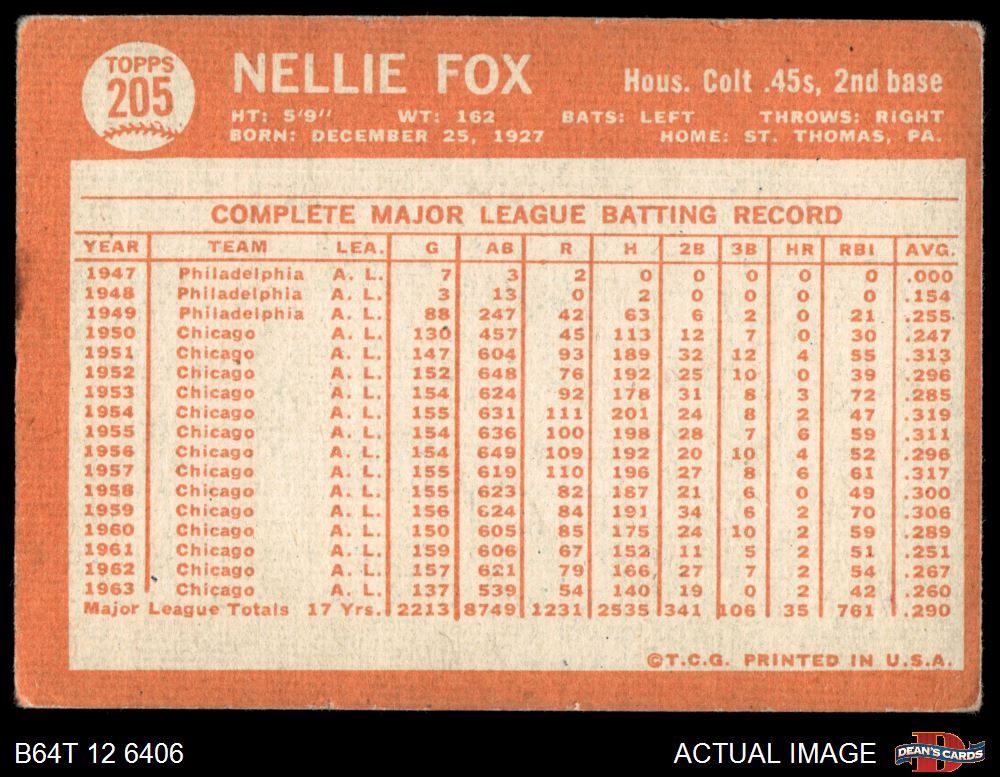 TOPPS
205
NELLIE FOX
Hous. Colt .45s, 2nd base
HT: 5'9" WT: 162 BATS: LEFT THROWS: RIGHT
BORN: DECEMBER 25, 1927 HOME: ST. THOMAS, PA.
COMPLETE MAJOR LEAGUE BATTING RECORD
YEAR TEAM LEA. G AB R H 2B 3B HR RBI AVG.
1947 Philadelphia A. L. 7 3 2 0 0 0 0 0 .000
1948 Philadelphia A. L. 3 13 0 2 0 0 0 0 .154
1949 Philadelphia A. L. 88 247 42 63 6 2 0 21 .255
1950 Chicago A. L. 130 457 45 113 12 7 0 30 .247
1951 Chicago A. L. 147 604 93 189 32 12 4 55 .313
1952 Chicago A. L. 152 648 76 192 25 10 0 39 .296
1953 Chicago A. L. 154 624 92 178 31 8 3 72 .285
1954 Chicago A. L. 155 631 111 201 24 8 2 47 .319
1955 Chicago A. L. 154 636 100 198 28 7 6 59 .311
1956 Chicago A. L. 154 649 109 192 20 10 4 52 .296
1957 Chicago A. L. 155 619 110 196 27 8 6 61 .317
1958 Chicago A. L. 155 623 82 187 21 6 0 49 .300
1959 Chicago A. L. 156 624 84 191 34 6 2 70 .306
1960 Chicago A. L. 150 605 85 175 24 10 2 59 .289
1961 Chicago A. L. 159 606 67 152 11 5 2 51 .251
1962 Chicago A. L. 157 621 79 166 27 7 2 54 .267
1963 Chicago A. L. 137 539 54 140 19 0 2 42 .260
Major League Totals 17 Yrs. 2213 8749 1231 2535 341 106 35 761 .290
©T.C.G. PRINTED IN U.S.A.
B64T 12 6406 ACTUAL IMAGE DEAN'S CARDS